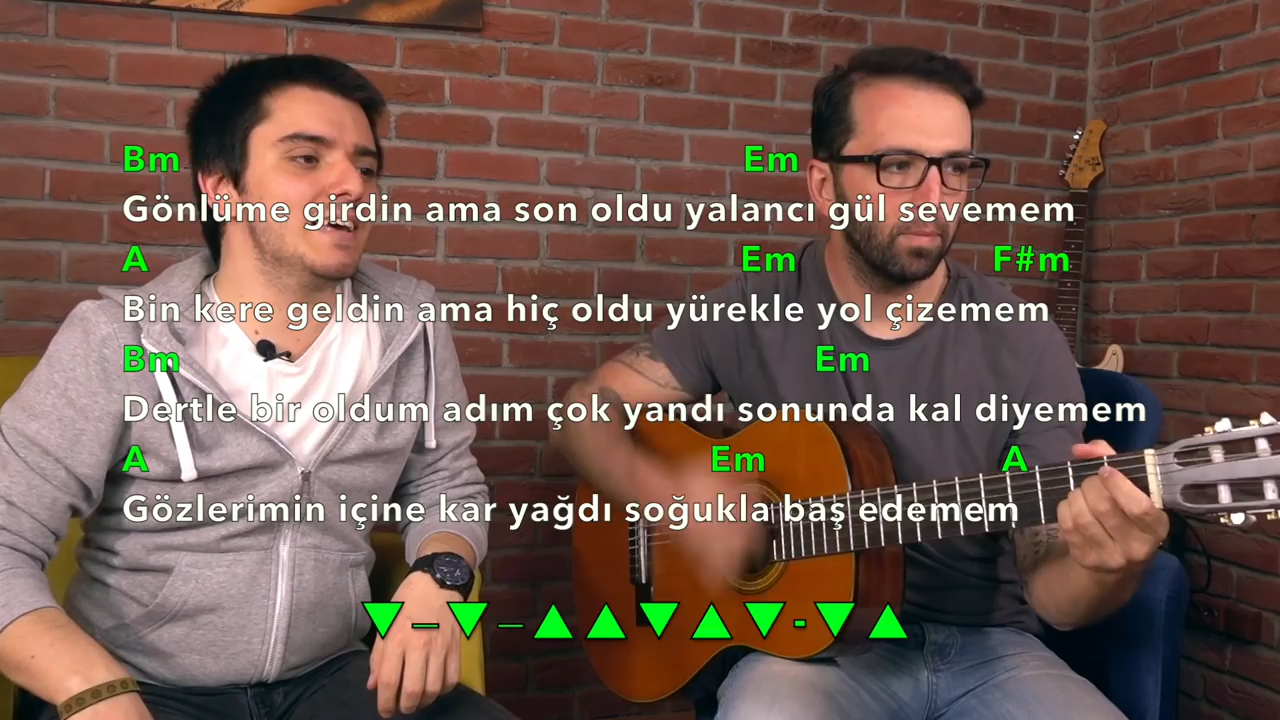 Bm Em
Gönlüme girdin ama son oldu yalancı gül sevemem
A Em F#m
Bin kere geldin ama hiç oldu yürekle yol çizemem
Bm Em
Dertle bir oldum adım çok yandı sonunda kal diyemem
A Em A
Gözlerimin içine kar yağdı soğukla baş edemem
▼–▼–▲▲▼▲▼-▼▲